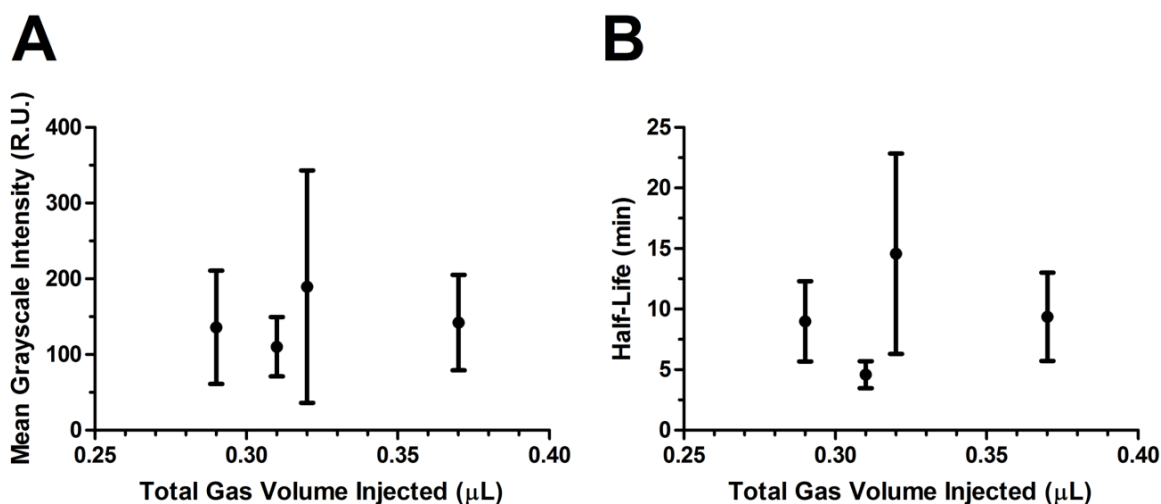 A
Mean Grayscale Intensity (R.U.)
400
300
200
100
0
0.25 0.30 0.35 0.40
Total Gas Volume Injected (μL)
B
Half-Life (min)
25
20
15
10
5
0
0.25 0.30 0.35 0.40
Total Gas Volume Injected (μL)